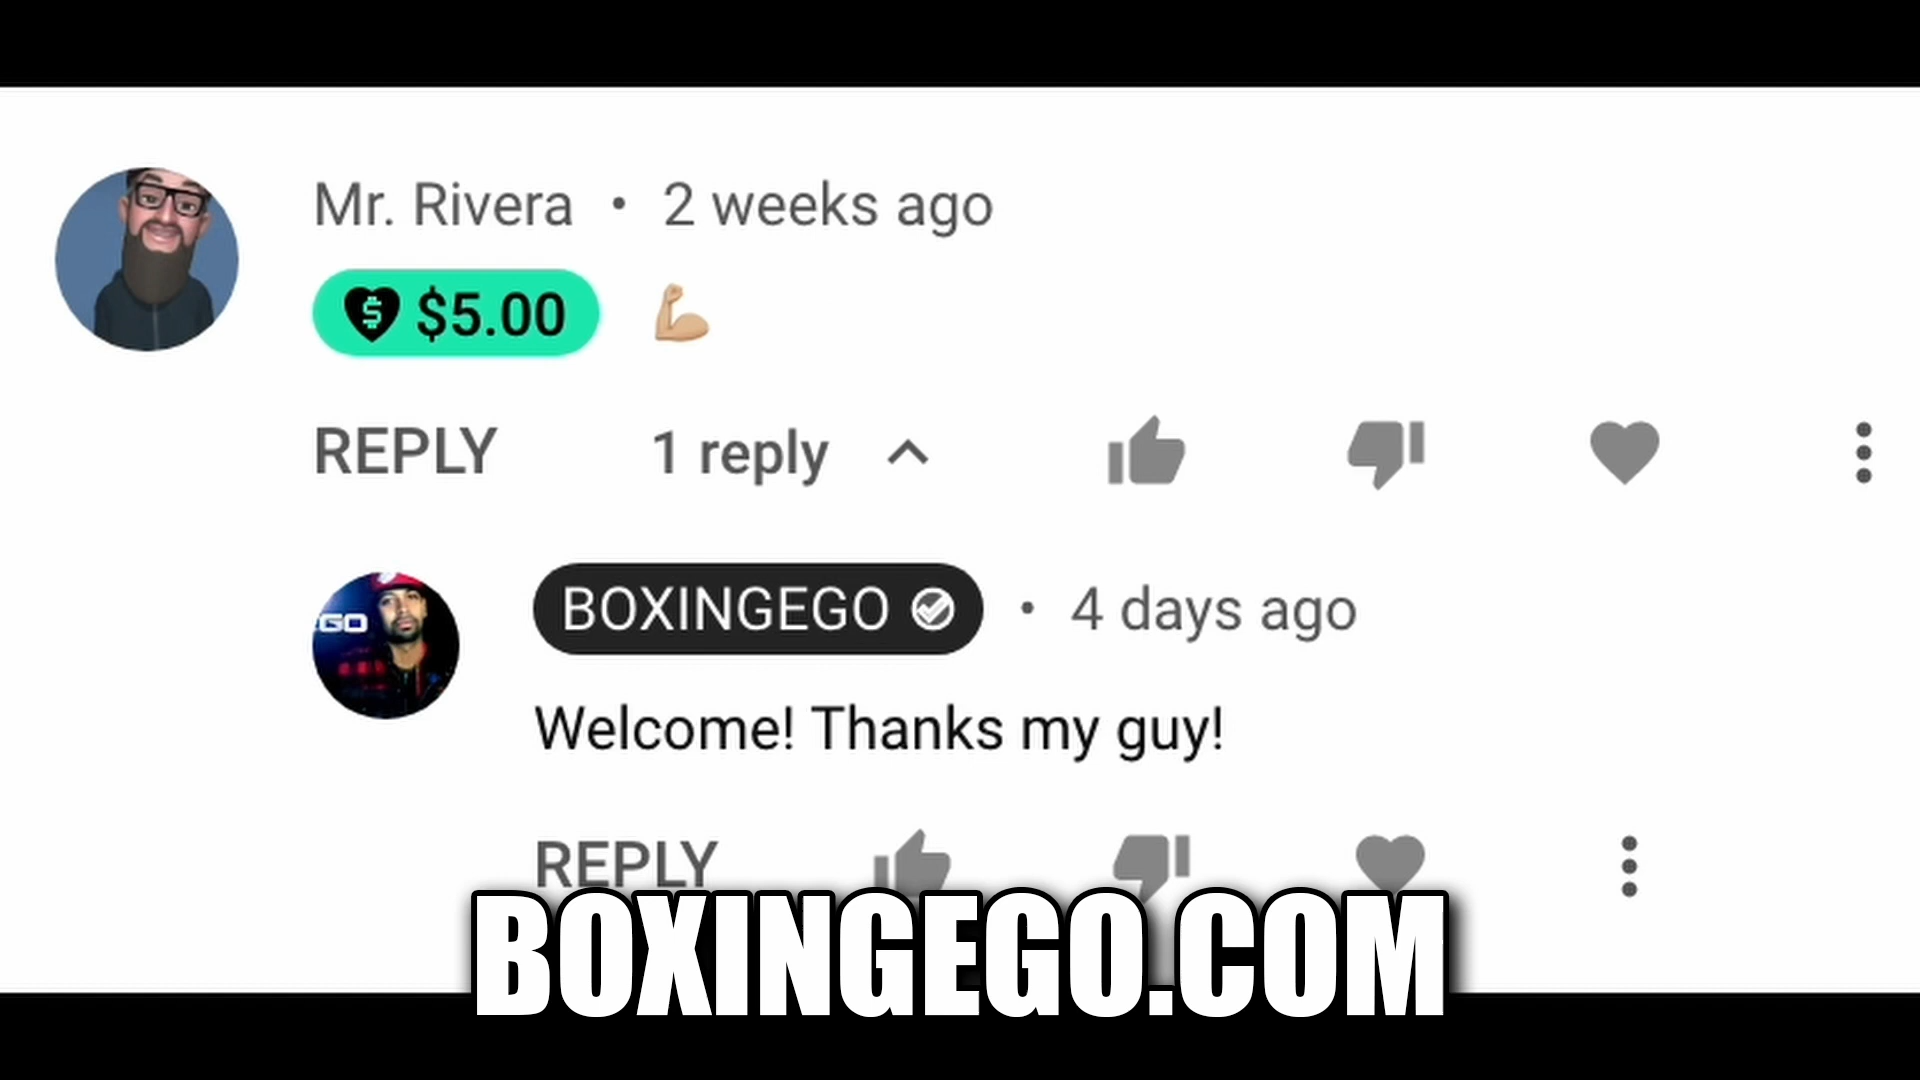 Mr. Rivera • 2 weeks ago
$5.00 💪🏼
REPLY 1 reply
GO
BOXINGEGO • 4 days ago
Welcome! Thanks my guy!
REPLY
BOXINGEGO.COM